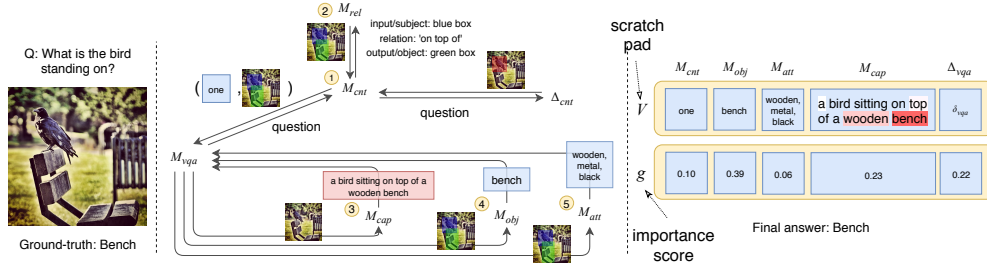 Q: What is the bird
standing on?
Ground-truth: Bench
2
M_rel
input/subject: blue box
relation: 'on top of'
output/object: green box
( one , )
1
M_cnt
Δ_cnt
question
question
M_vqa
a bird sitting on top of a
wooden bench
bench
wooden,
metal,
black
3
M_cap
4
M_obj
5
M_att
scratch
pad
M_cnt
M_obj
M_att
M_cap
Δ_vqa
V
one
bench
wooden,
metal,
black
a bird sitting on top
of a wooden bench
δ_vqa
g
0.10
0.39
0.06
0.23
0.22
importance
score
Final answer: Bench